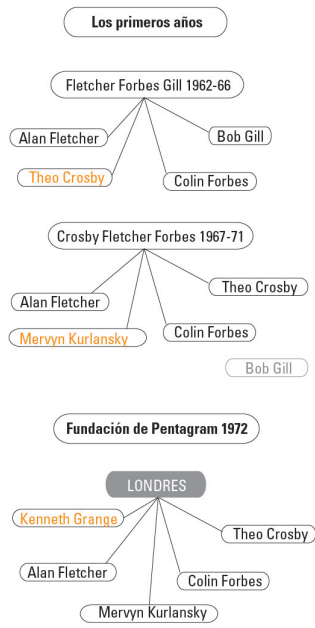 Los primeros años
Fletcher Forbes Gill 1962-66
Alan Fletcher
Bob Gill
Theo Crosby
Colin Forbes
Crosby Fletcher Forbes 1967-71
Theo Crosby
Alan Fletcher
Mervyn Kurlansky
Colin Forbes
Bob Gill
Fundación de Pentagram 1972
LONDRES
Kenneth Grange
Theo Crosby
Alan Fletcher
Colin Forbes
Mervyn Kurlansky